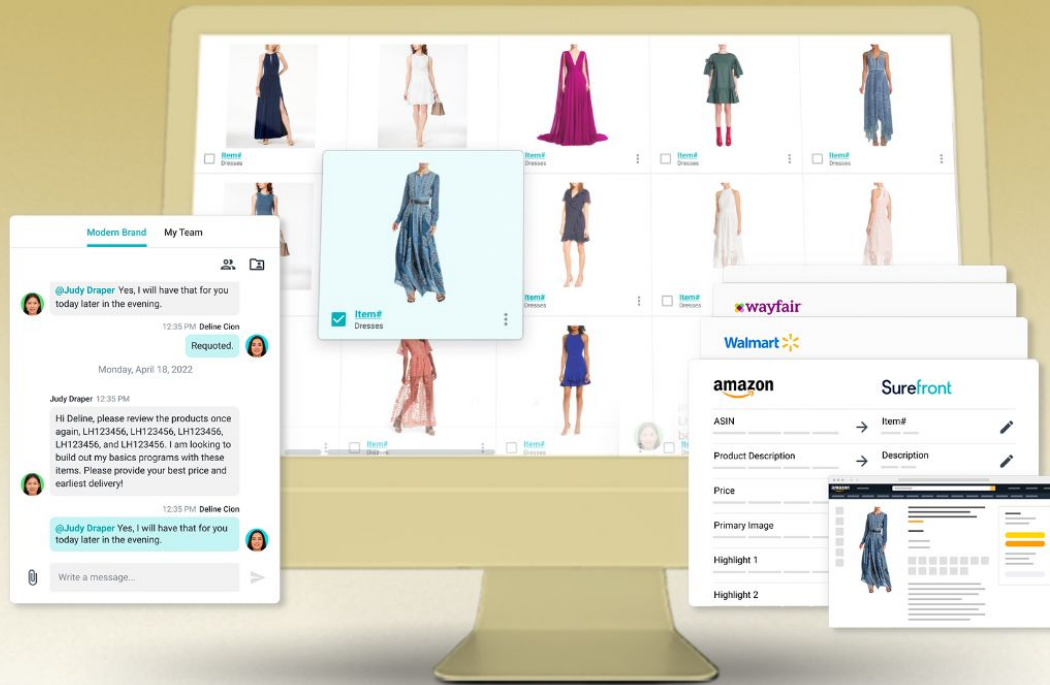 Item#
Dresses
Item#
Dresses
Item#
Dresses
Item#
Dresses
Item#
Dresses
Item#
Dresses
Item#
Dresses
Item#
Item#
Item#
Dresses
Item#
Modern Brand
My Team
@Judy Draper Yes, I will have that for you
today later in the evening.
12:35 PM Deline Cion
Requoted.
Monday, April 18, 2022
Judy Draper 12:35 PM
Hi Deline, please review the products once
again, LH123456, LH123456, LH123456,
LH123456, and LH123456. I am looking to
build out my basics programs with these
items. Please provide your best price and
earliest delivery!
12:35 PM Deline Cion
@Judy Draper Yes, I will have that for you
today later in the evening.
Write a message...
wayfair
Walmart
amazon
Surefront
ASIN
Item#
Product Description
Description
Price
Primary Image
Highlight 1
Highlight 2
amazon